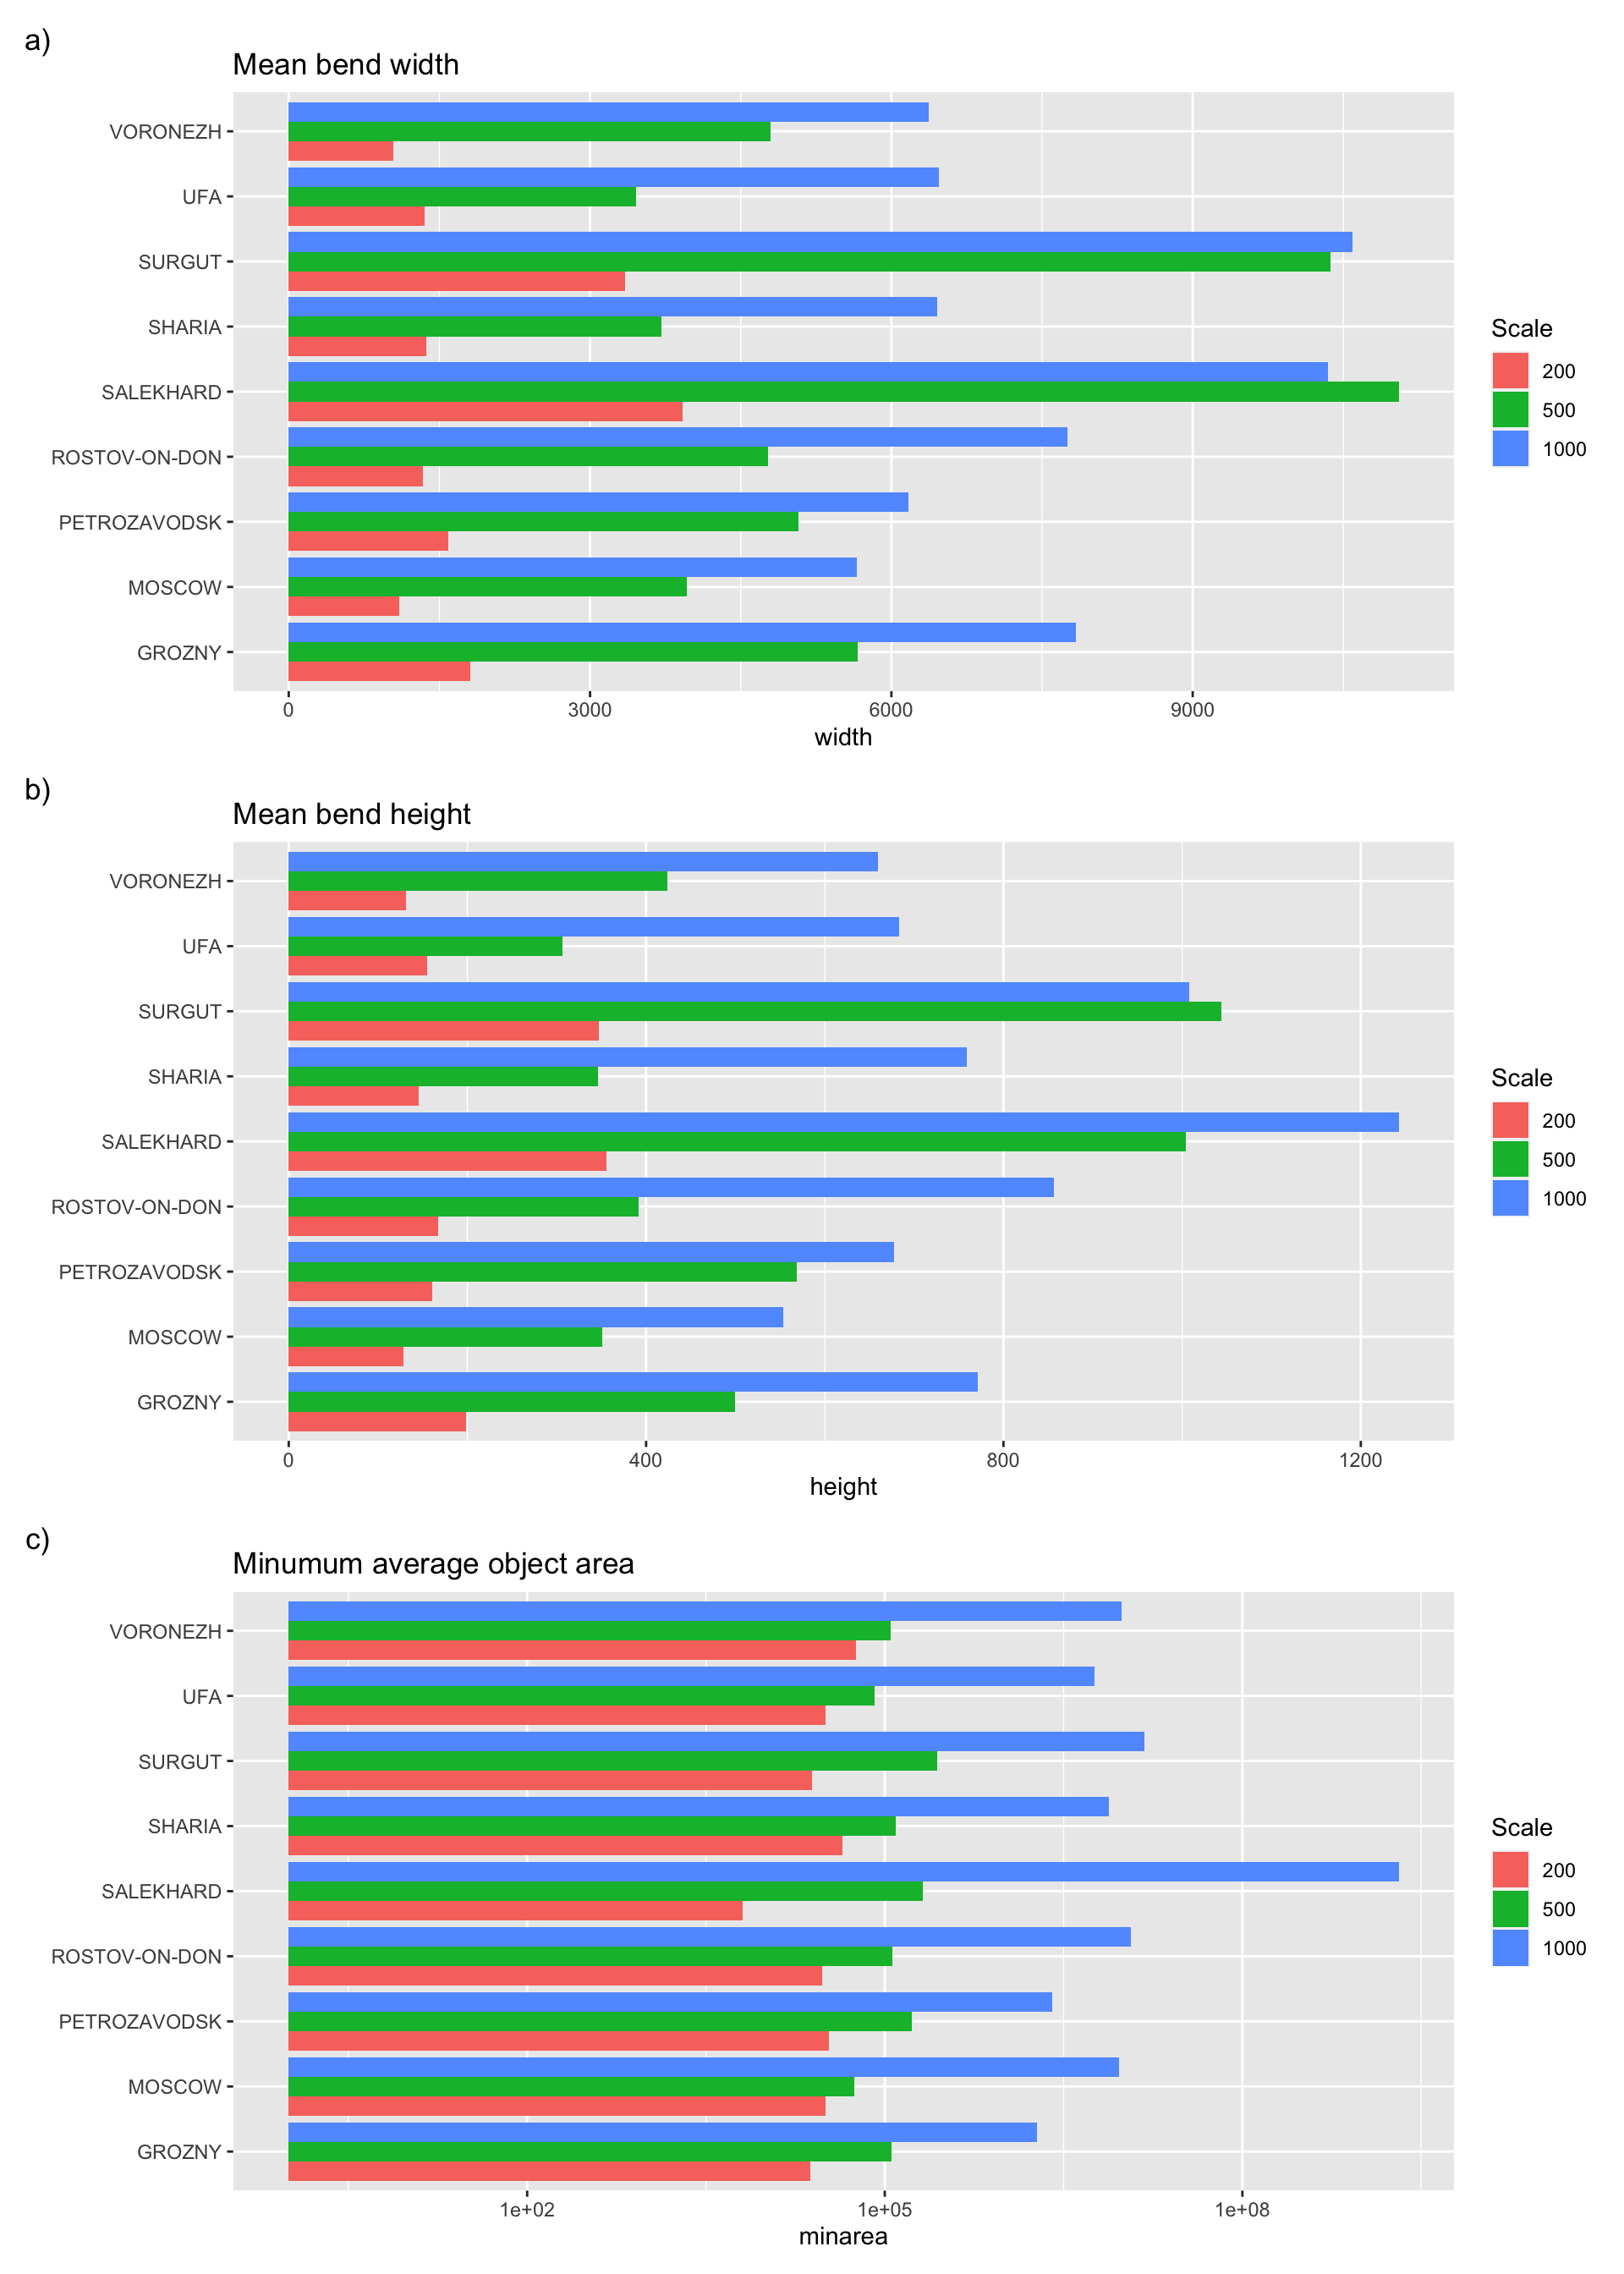 a)
Mean bend width
VORONEZH
UFA
SURGUT
SHARIA
SALEKHARD
ROSTOV-ON-DON
PETROZAVODSK
MOSCOW
GROZNY
0 3000 6000 9000
width
Scale
200
500
1000
b)
Mean bend height
VORONEZH
UFA
SURGUT
SHARIA
SALEKHARD
ROSTOV-ON-DON
PETROZAVODSK
MOSCOW
GROZNY
0 400 800 1200
height
Scale
200
500
1000
c)
Minumum average object area
VORONEZH
UFA
SURGUT
SHARIA
SALEKHARD
ROSTOV-ON-DON
PETROZAVODSK
MOSCOW
GROZNY
1e+02 1e+05 1e+08
minarea
Scale
200
500
1000